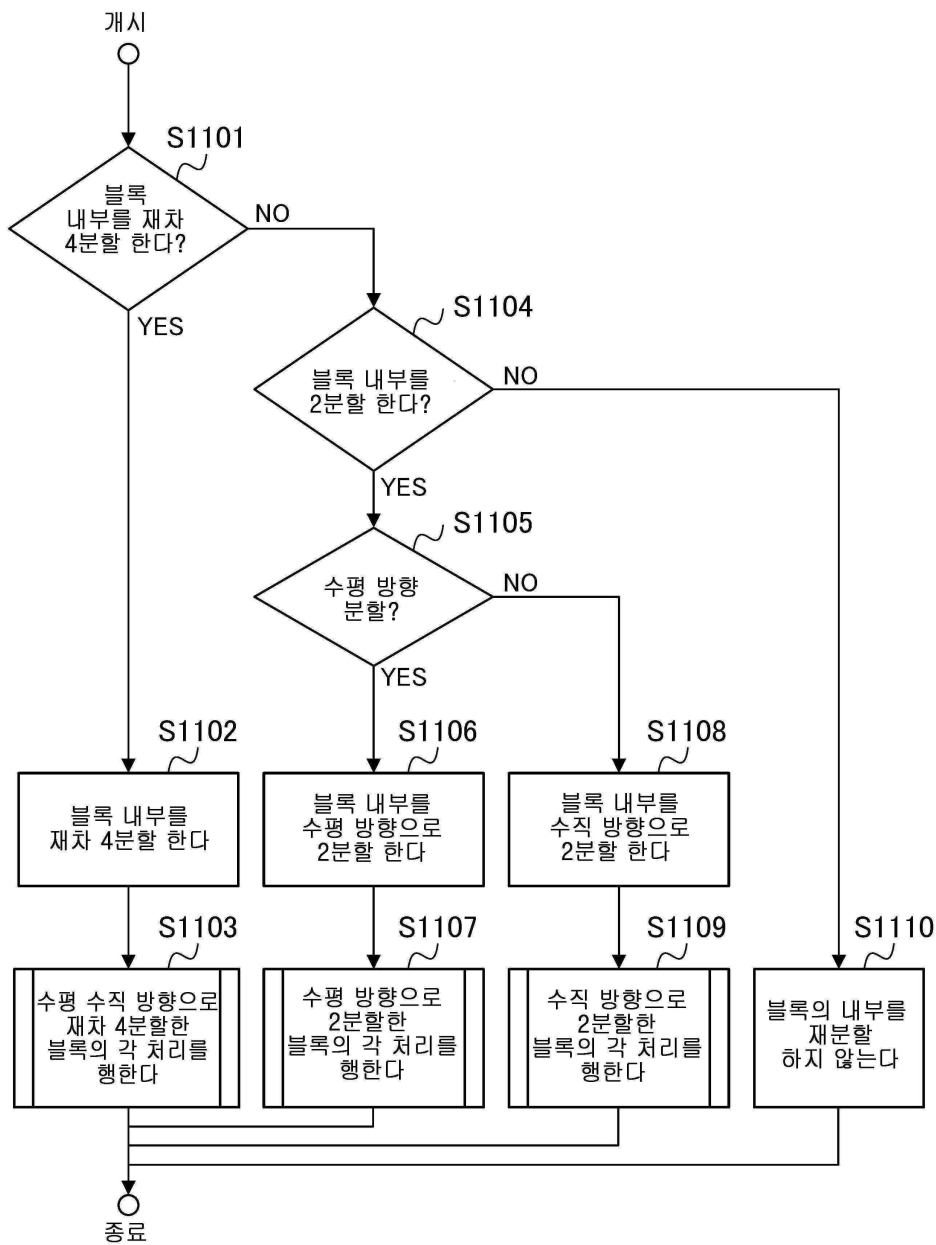 개시
S1101
블록
내부를 재차
4분할 한다?
NO
YES
S1104
블록 내부를
2분할 한다?
NO
YES
S1105
수평 방향
분할?
NO
YES
S1102
블록 내부를
재차 4분할 한다
S1106
블록 내부를
수평 방향으로
2분할 한다
S1108
블록 내부를
수직 방향으로
2분할 한다
S1103
수평 수직 방향으로
재차 4분할한
블록의 각 처리를
행한다
S1107
수평 방향으로
2분할한
블록의 각 처리를
행한다
S1109
수직 방향으로
2분할한
블록의 각 처리를
행한다
S1110
블록의 내부를
재분할
하지 않는다
종료